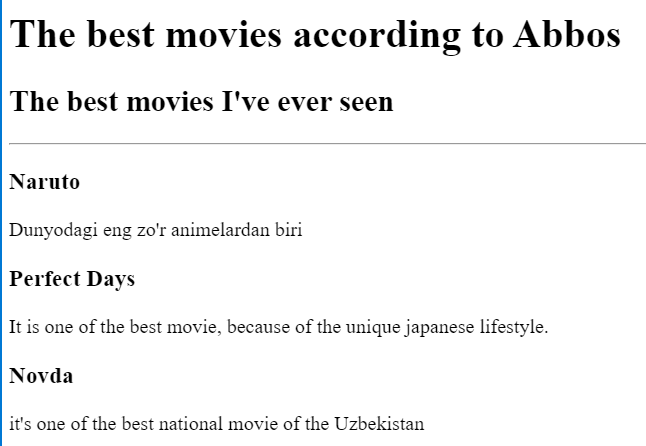 The best movies according to Abbos
The best movies I've ever seen
Naruto
Dunyodagi eng zo'r animelardan biri
Perfect Days
It is one of the best movie, because of the unique japanese lifestyle.
Novda
it's one of the best national movie of the Uzbekistan